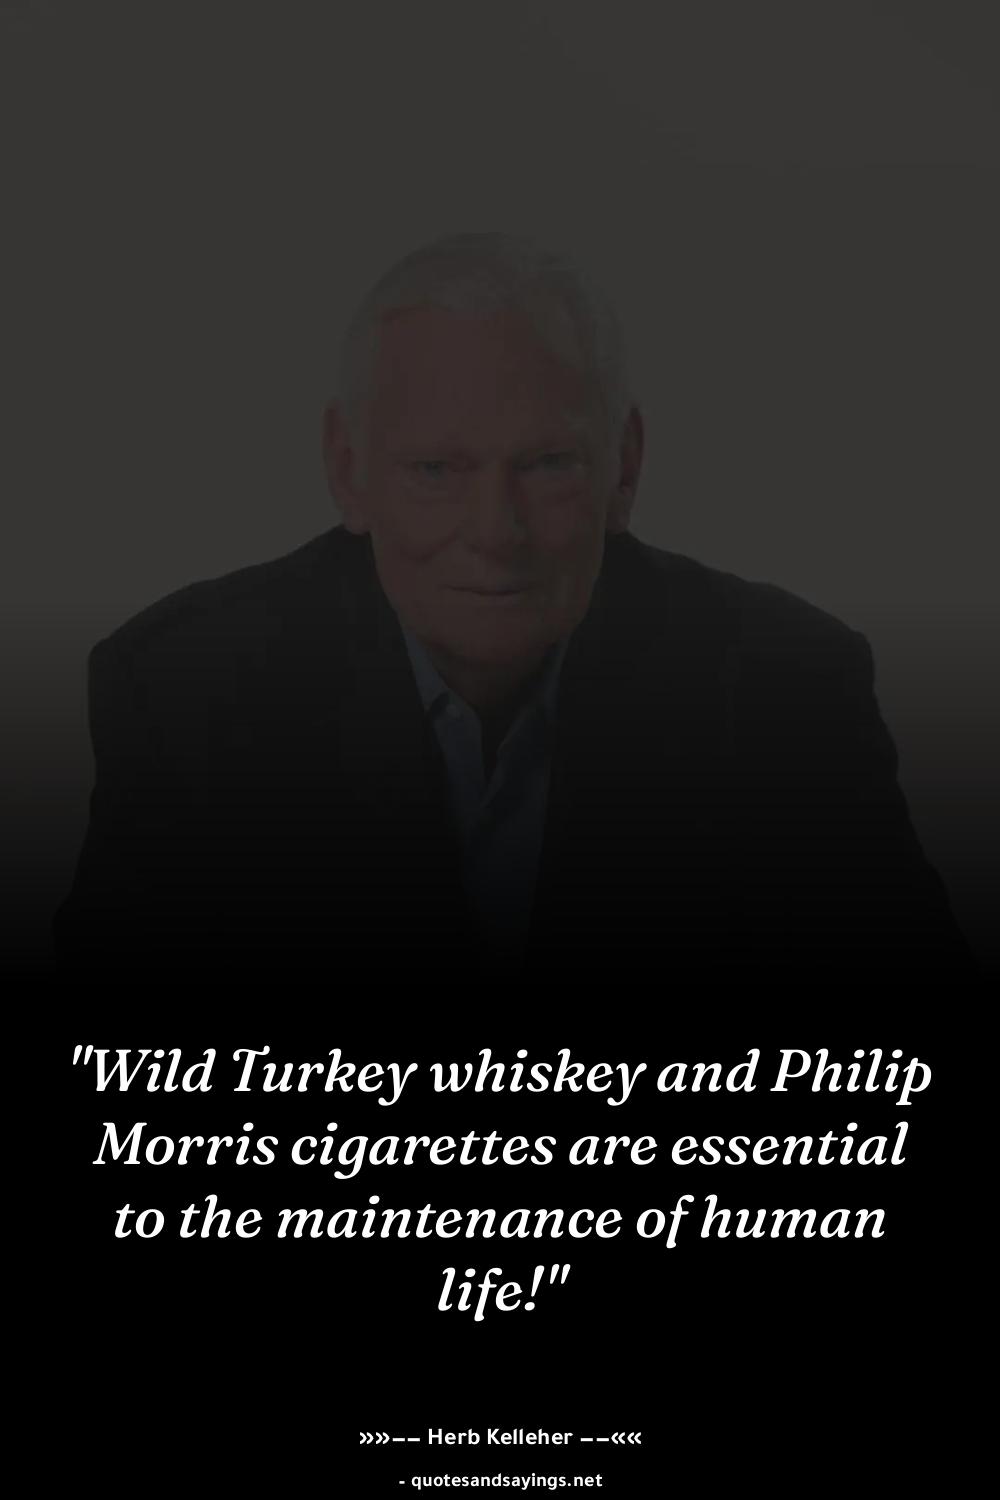 "Wild Turkey whiskey and Philip
Morris cigarettes are essential
to the maintenance of human
life!"
»»−− Herb Kelleher −−««
- quotesandsayings.net